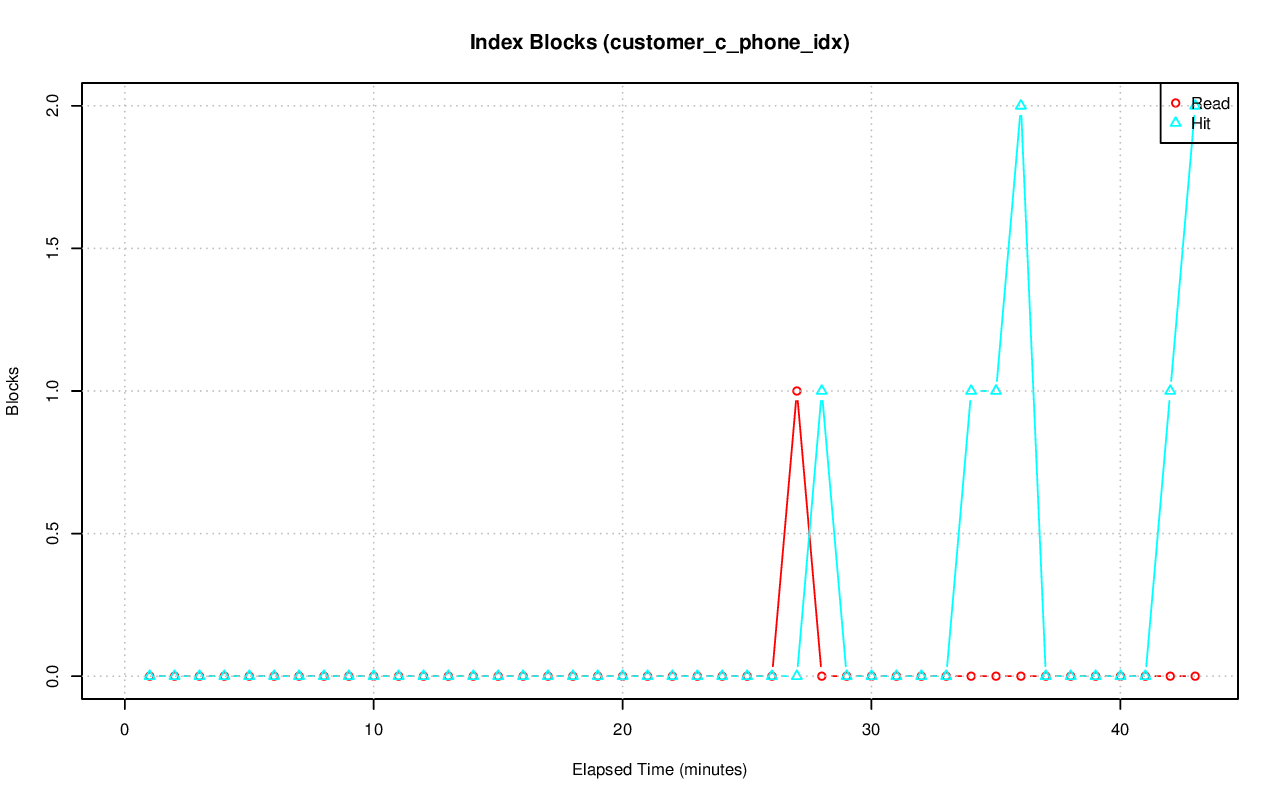 Index Blocks (customer_c_phone_idx)
Read
Hit
2.0
1.5
1.0
0.5
0.0
Blocks
0 10 20 30 40
Elapsed Time (minutes)